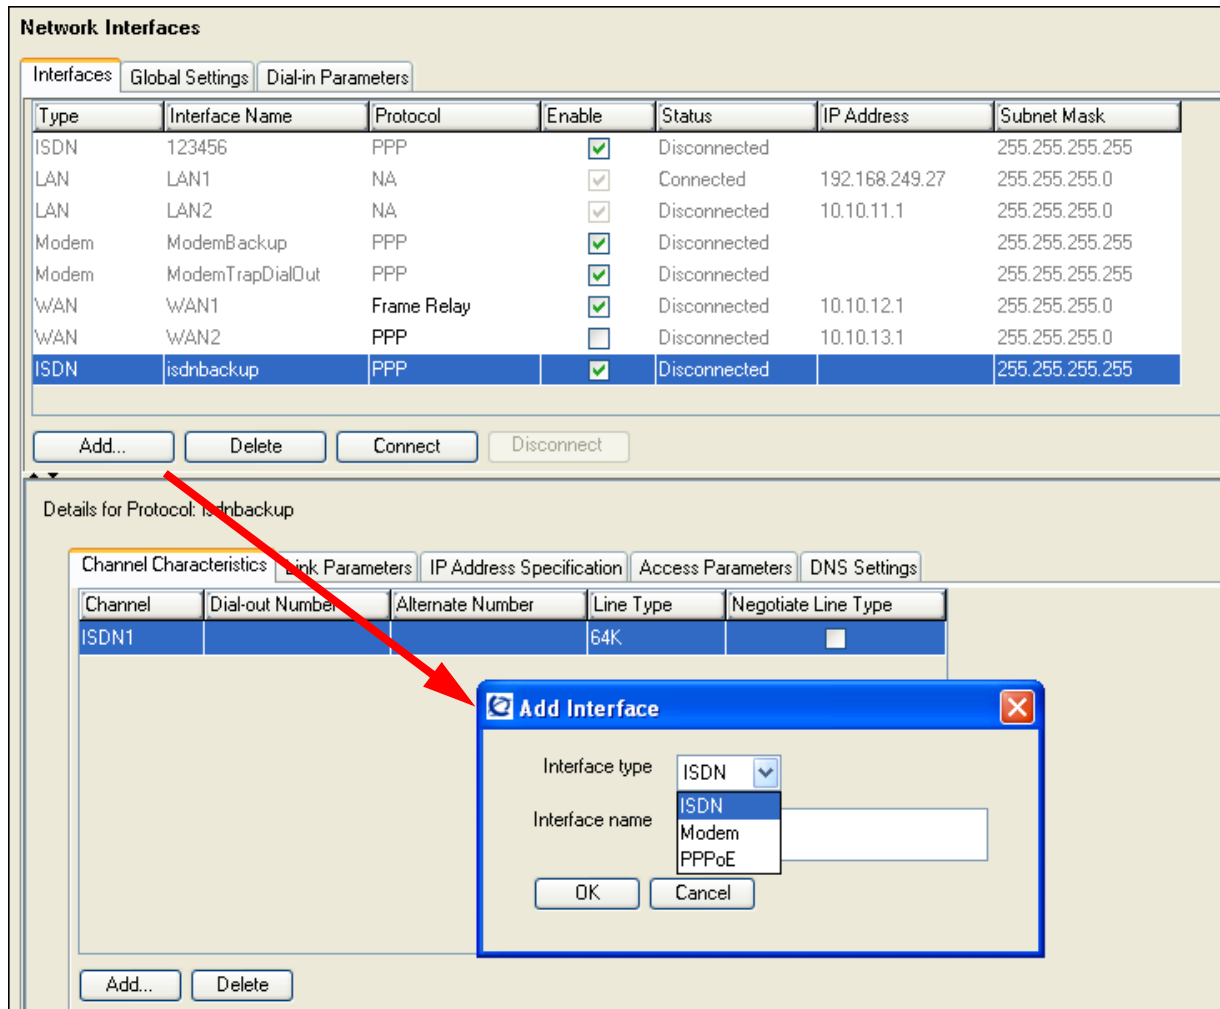 Network Interfaces
Interfaces Global Settings Dial-in Parameters
Type Interface Name Protocol Enable Status IP Address Subnet Mask
ISDN 123456 PPP Disconnected 255.255.255.255
LAN LAN1 NA Connected 192.168.249.27 255.255.255.0
LAN LAN2 NA Disconnected 10.10.11.1 255.255.255.0
Modem ModemBackup PPP Disconnected 255.255.255.255
Modem ModemTrapDialOut PPP Disconnected 255.255.255.255
WAN WAN1 Frame Relay Disconnected 10.10.12.1 255.255.255.0
WAN WAN2 PPP Disconnected 10.10.13.1 255.255.255.0
ISDN isdnbackup PPP Disconnected 255.255.255.255
Add... Delete Connect Disconnect
Details for Protocol: isdnbackup
Channel Characteristics Link Parameters IP Address Specification Access Parameters DNS Settings
Channel Dial-out Number Alternate Number Line Type Negotiate Line Type
ISDN1 64K
Add Interface
Interface type ISDN
ISDN
Interface name
Modem
PPPoE
OK Cancel
Add... Delete